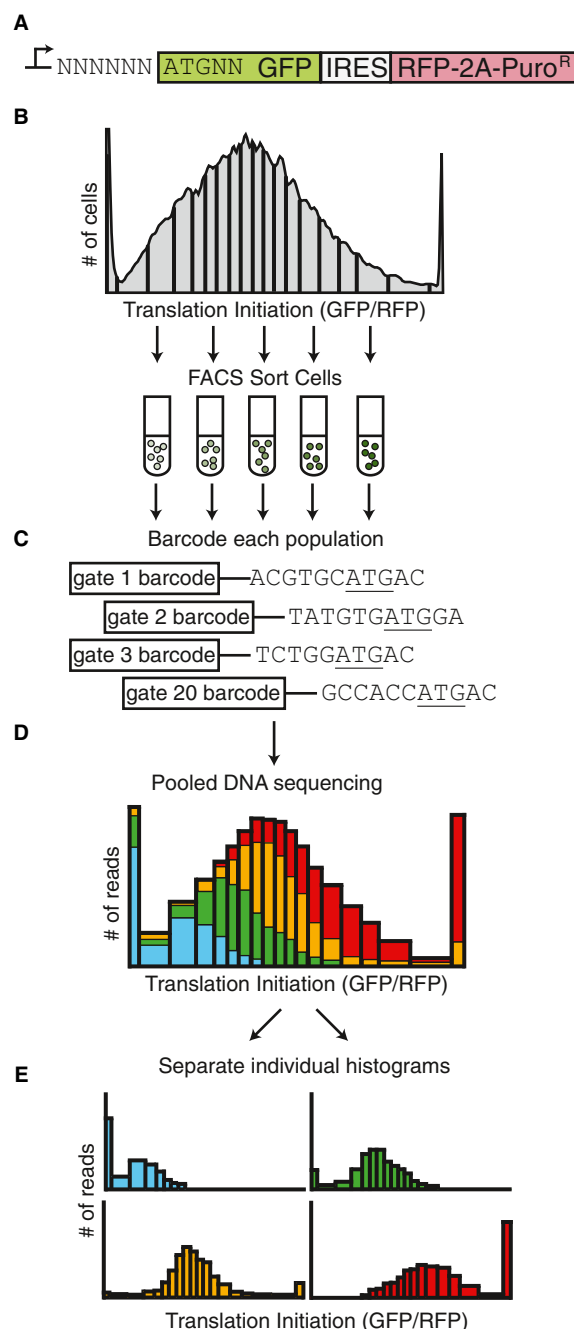 A
NNNNNN ATGNN GFP IRES RFP-2A-Puro^R
B
# of cells
Translation Initiation (GFP/RFP)
FACS Sort Cells
Barcode each population
C
gate 1 barcode ACGTGCATGAC
gate 2 barcode TATGTGATGGA
gate 3 barcode TCTGGATGAC
gate 20 barcode GCCACCATGAC
D
Pooled DNA sequencing
# of reads
Translation Initiation (GFP/RFP)
Separate individual histograms
E
# of reads
Translation Initiation (GFP/RFP)